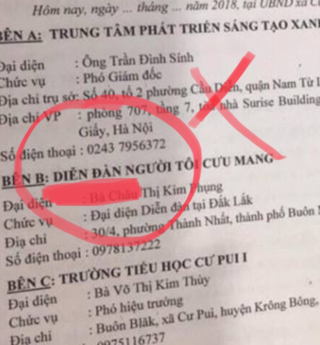 Hôm nay, ngày ... tháng ... năm 2018, tại UBND xã C
BÊN A: TRUNG TÂM PHÁT TRIỂN SÁNG TẠO XANH
Đại diện : Ông Trần Đình Sính
Chức vụ : Phó Giám đốc
Địa chỉ trụ sở: Số 40, tổ 2 phường Cầu Diễn, quận Nam Từ L
Địa chỉ VP : phòng 707, tầng 7, tòa nhà Surise Building
Giấy, Hà Nội
Số điện thoại : 0243 7956372
BÊN B: DIỄN ĐÀN NGƯỜI TÔI CƯU MANG
Đại diện : Bà Châu Thị Kim Phụng
Chức vụ : Đại diện Diễn đàn tại Đắk Lắk
Địa chỉ : 30/4, phường Thành Nhất, thành phố Buôn
Số điện thoại : 0978137222
BÊN C: TRƯỜNG TIỂU HỌC CƯ PUI I
Đại diện : Bà Võ Thị Kim Thúy
Chức vụ : Phó hiệu trưởng
Địa chỉ : Buôn Blăk, xã Cư Pui, huyện Krông Bông,
0975116737